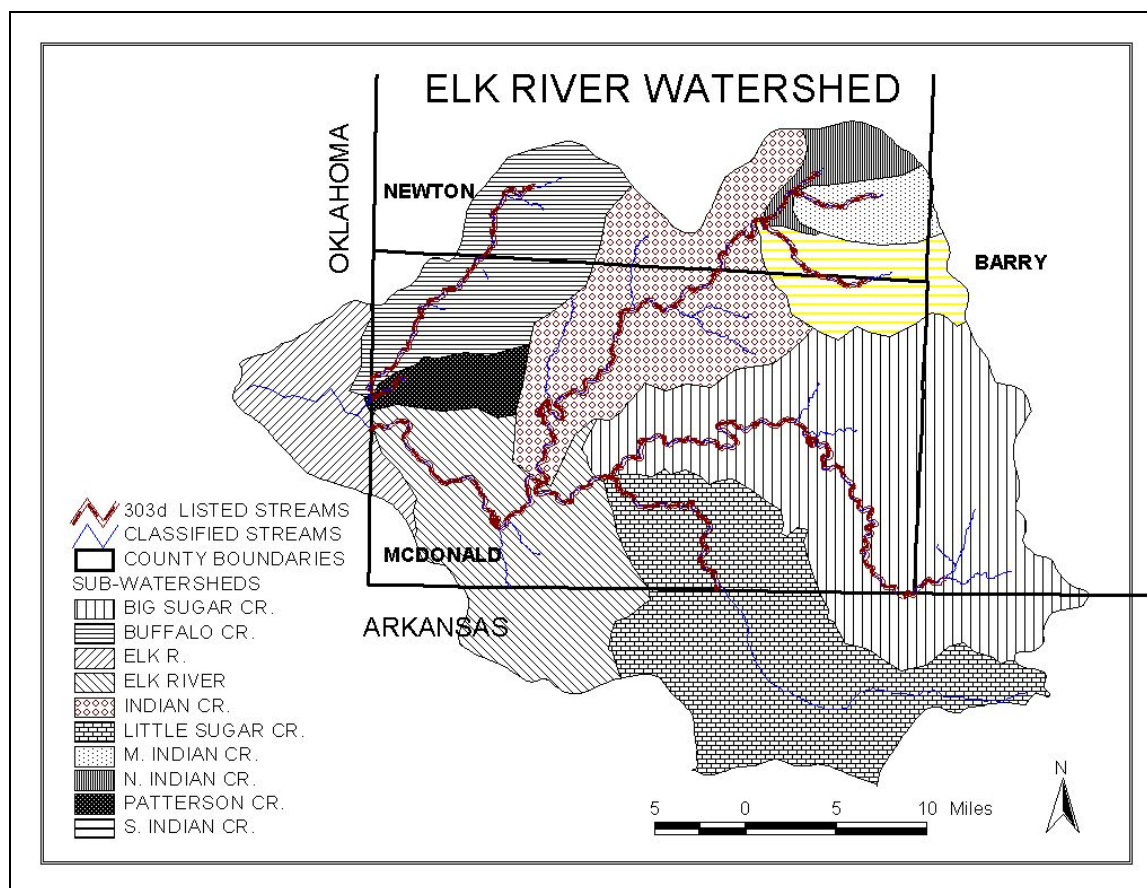 ELK RIVER WATERSHED
OKLAHOMA
NEWTON
BARRY
MCDONALD
ARKANSAS
303d LISTED STREAMS
CLASSIFIED STREAMS
COUNTY BOUNDARIES
SUB-WATERSHEDS
BIG SUGAR CR.
BUFFALO CR.
ELK R.
ELK RIVER
INDIAN CR.
LITTLE SUGAR CR.
M. INDIAN CR.
N. INDIAN CR.
PATTERSON CR.
S. INDIAN CR.
5 0 5 10 Miles
N